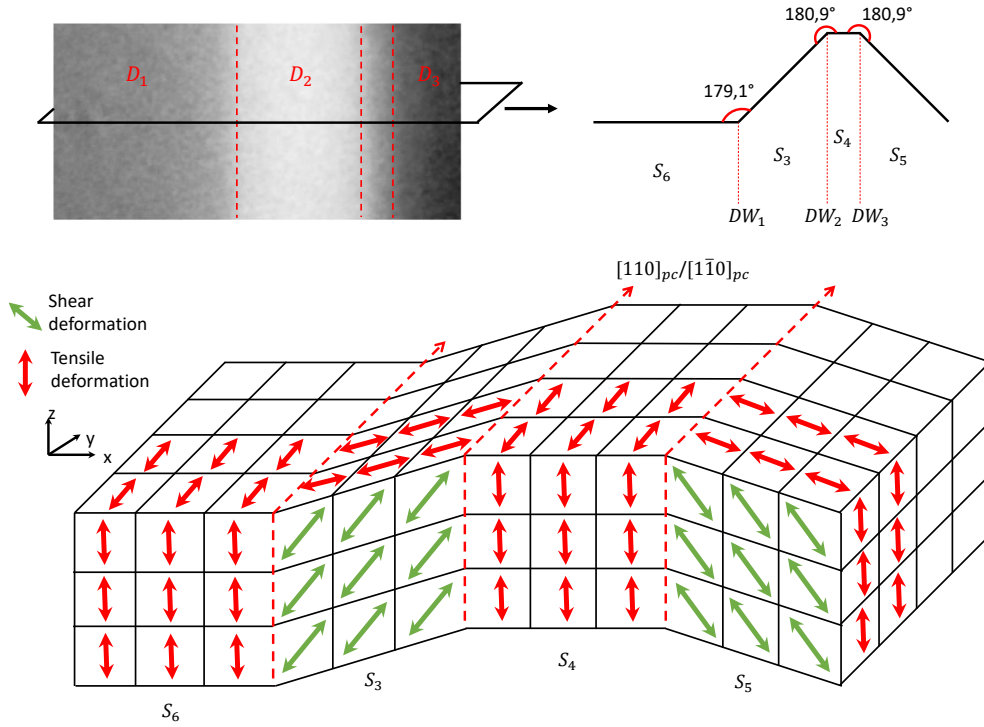 D₁
D₂
D₃
180,9°
180,9°
179,1°
S₆
S₃
S₄
S₅
DW₁
DW₂
DW₃
[110]pc/[11̄0]pc
Shear
deformation
Tensile
deformation
z
y
x
S₆
S₃
S₄
S₅